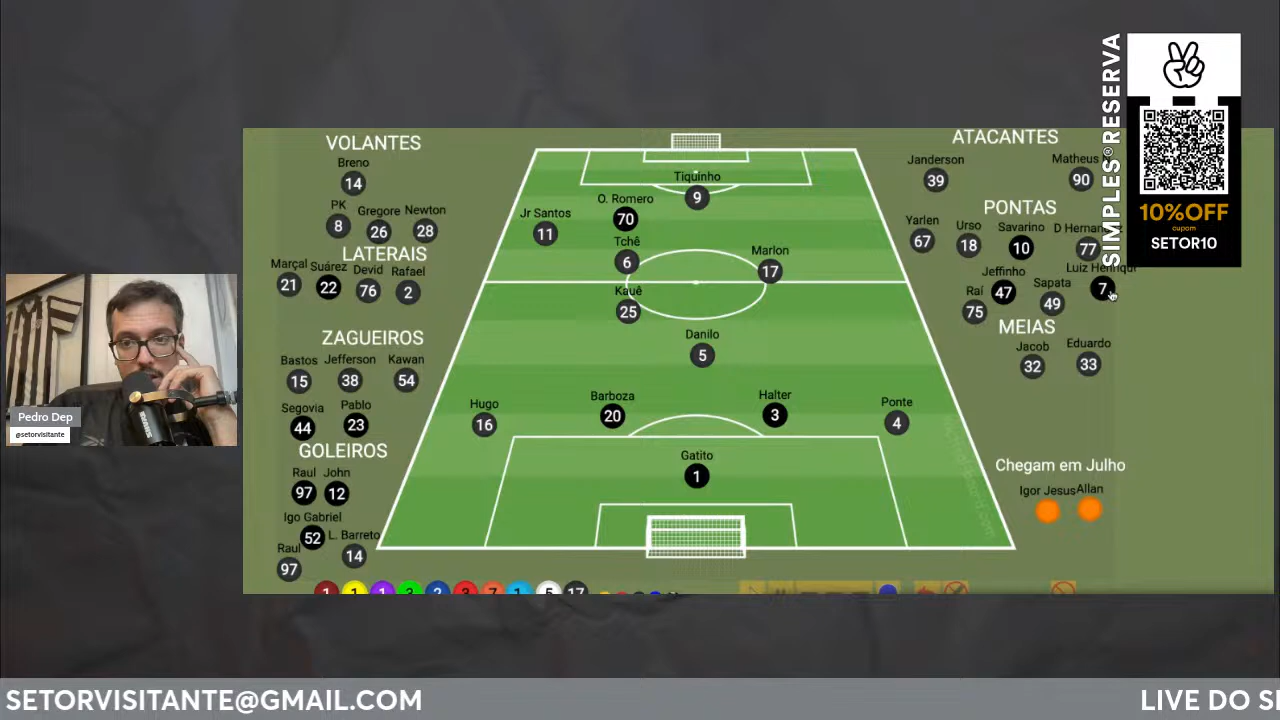 VOLANTES
Breno
14
PK
8
Gregore
26
Newton
28
LATERAIS
Marçal
21
Suárez
22
Devid
76
Rafael
2
ZAGUEIROS
Bastos
15
Jefferson
38
Kawan
54
Segovia
44
Pablo
23
GOLEIROS
Raul
97
John
12
Igo Gabriel
52
L. Barreto
14
Raul
97
Tiquinho
9
O. Romero
70
Jr Santos
11
Tchê
6
Marlon
17
Kauê
25
Danilo
5
Hugo
16
Barboza
20
Halter
3
Ponte
4
Gatito
1
ATACANTES
Janderson
39
Matheus
90
PONTAS
Yarlen
67
Urso
18
Savarino
10
D Hernan
77
Jeffinho
47
Sapata
49
Luiz Henriqu
7
Raí
75
MEIAS
Jacob
32
Eduardo
33
Chegam em Julho
Igor Jesus
Allan
SIMPLES®RESERVA
10%OFF
cupom
SETOR10
Pedro Dep
@setorvisitante
SETORVISITANTE@GMAIL.COM
LIVE DO